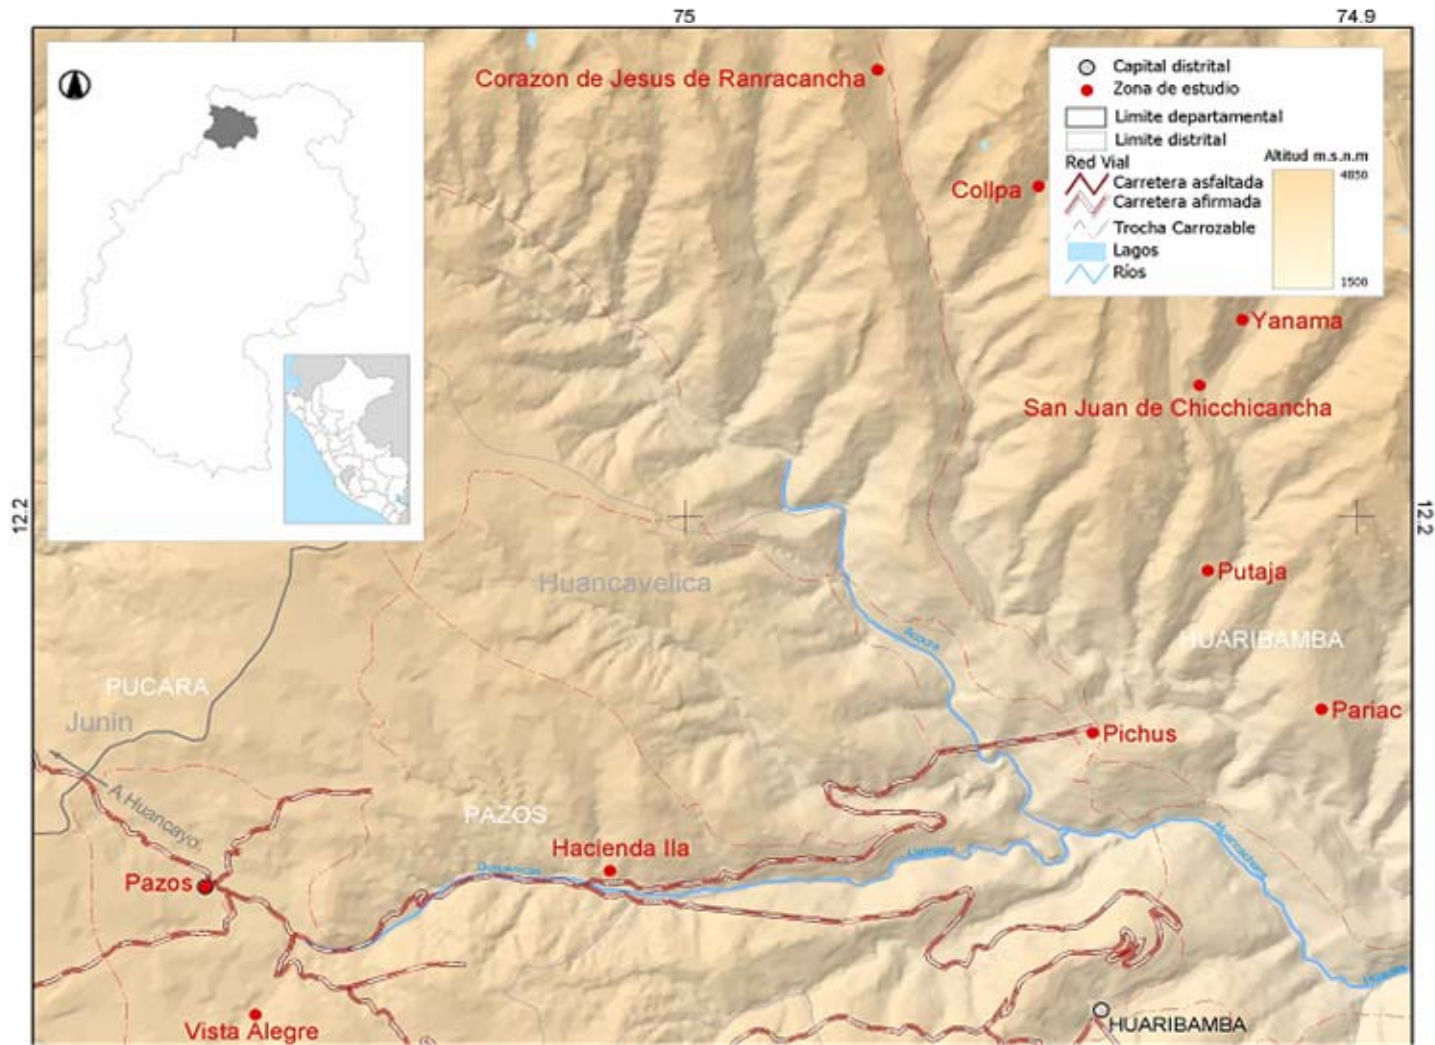 75
74.9
Corazon de Jesus de Ranracancha
Capital distrital
Zona de estudio
Limite departamental
Limite distrital
Red Vial
Carretera asfaltada
Carretera afirmada
Trocha Carrozable
Lagos
Ríos
Altitud m.s.n.m
4850
1500
Collpa
Yanama
San Juan de Chicchicancha
12.2
12.2
Huancavelica
Putaja
HUARIBAMBA
PUCARA
Junin
Pariac
Pichus
A Huancayo
PAZOS
Hacienda Ila
Pazos
Vista Alegre
HUARIBAMBA